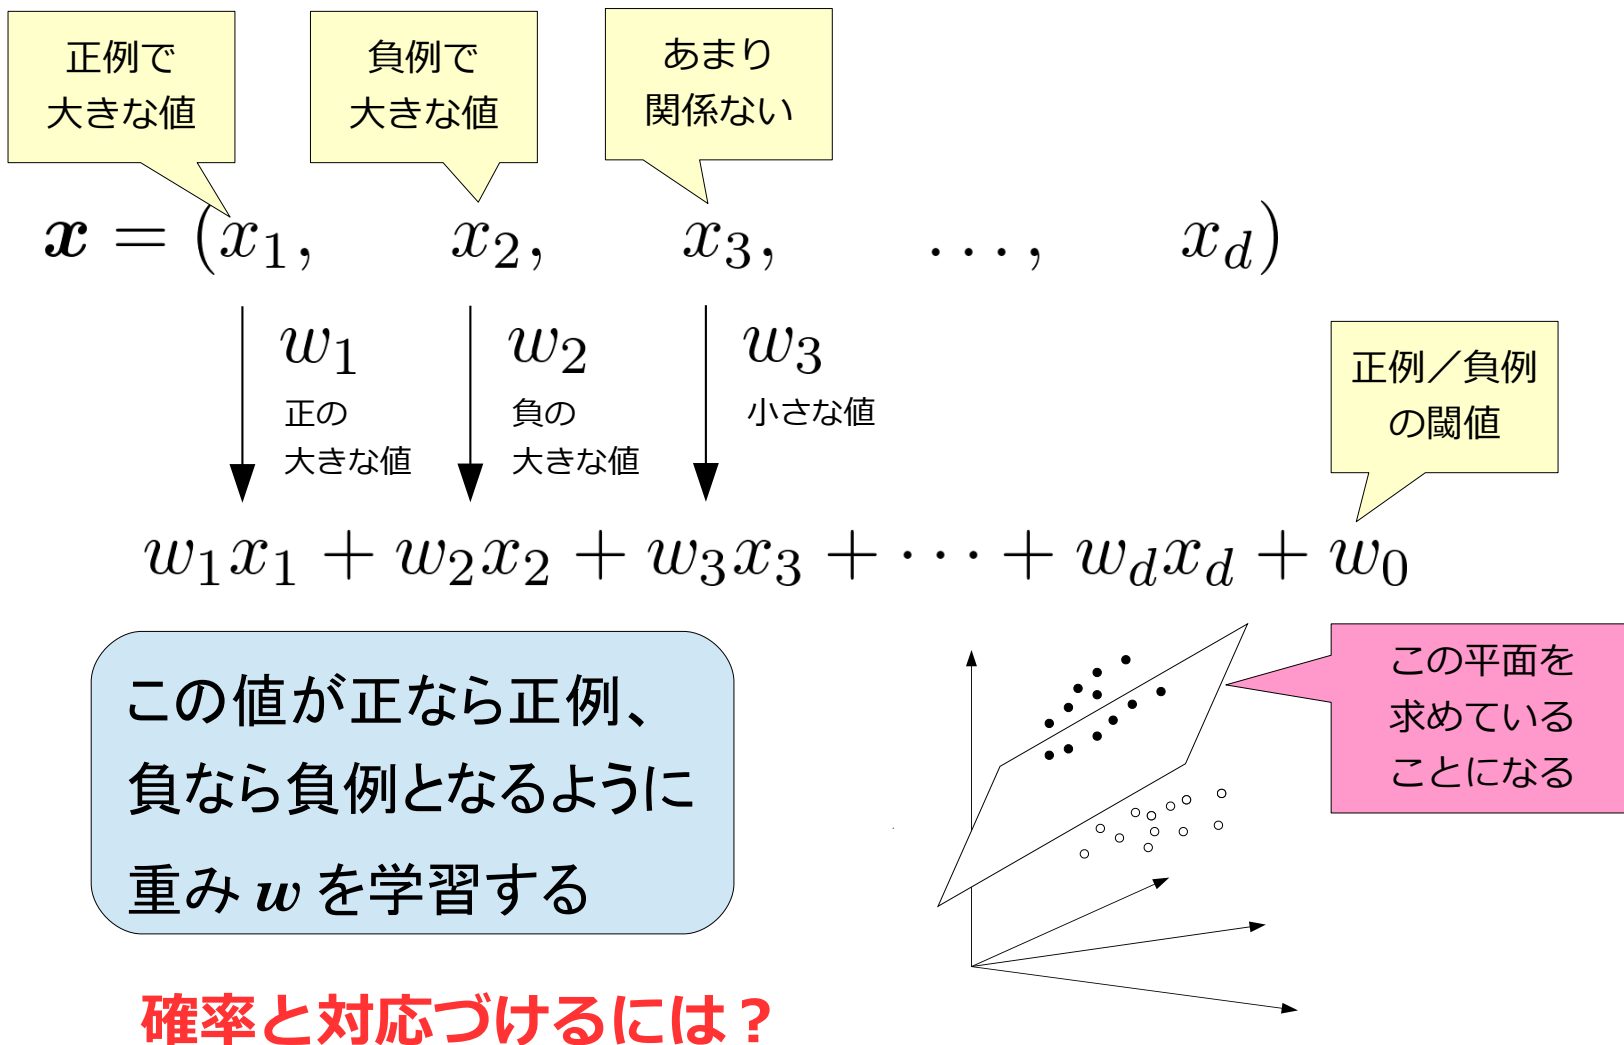 正例で
大きな値
負例で
大きな値
あまり
関係ない
x = (x₁, x₂, x₃, ..., x_d)
w₁
正の
大きな値
w₂
負の
大きな値
w₃
小さな値
正例／負例
の閾値
w₁x₁ + w₂x₂ + w₃x₃ + ··· + w_dx_d + w₀
この値が正なら正例、
負なら負例となるように
重み w を学習する
この平面を
求めている
ことになる
確率と対応づけるには？